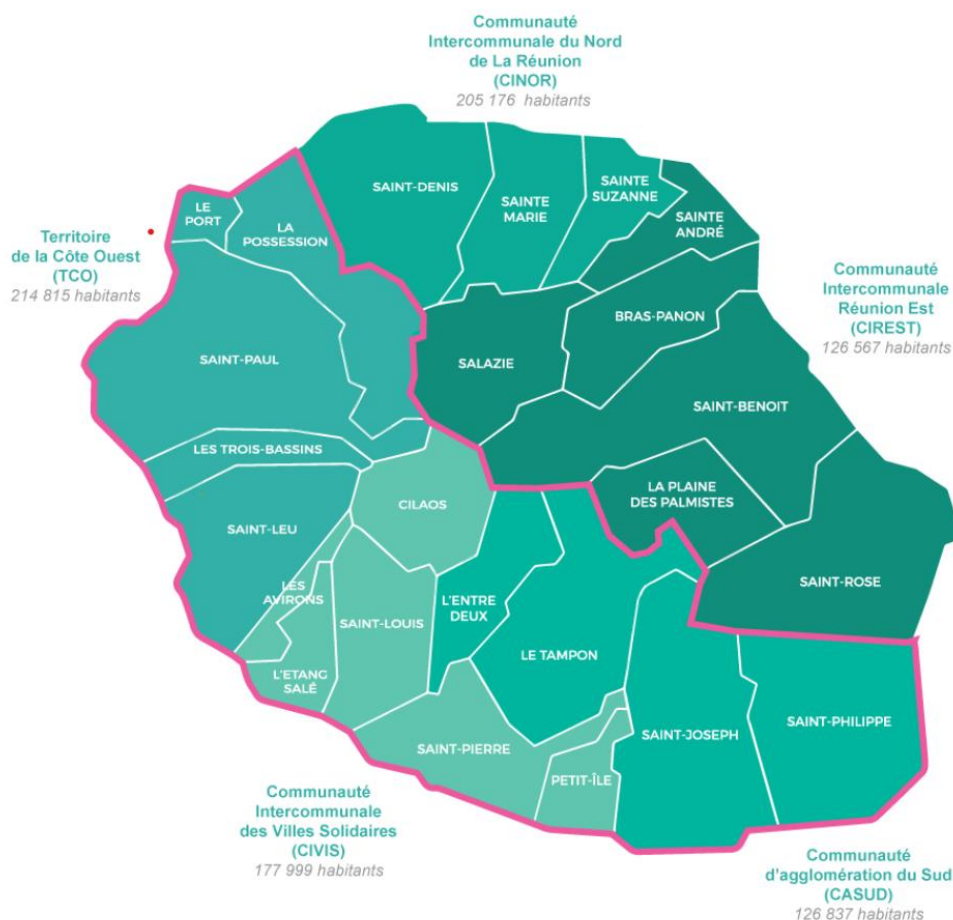 Communauté
Intercommunale du Nord
de La Réunion
(CINOR)
205 176 habitants
SAINT-DENIS
SAINTE
MARIE
SAINTE
SUZANNE
SAINTE
ANDRÉ
LE
PORT
LA
POSSESSION
Territoire
de la Côte Ouest
(TCO)
214 815 habitants
Communauté
Intercommunale
Réunion Est
(CIREST)
126 567 habitants
BRAS-PANON
SAINT-PAUL
SALAZIE
SAINT-BENOIT
LES TROIS-BASSINS
CILAOS
LA PLAINE
DES PALMISTES
SAINT-LEU
SAINT-ROSE
LES
AVIRONS
SAINT-LOUIS
L'ENTRE
DEUX
LE TAMPON
L'ETANG
SALÉ
SAINT-PIERRE
SAINT-JOSEPH
SAINT-PHILIPPE
PETIT-ÎLE
Communauté
Intercommunale
des Villes Solidaires
(CIVIS)
177 999 habitants
Communauté
d'agglomération du Sud
(CASUD)
126 837 habitants